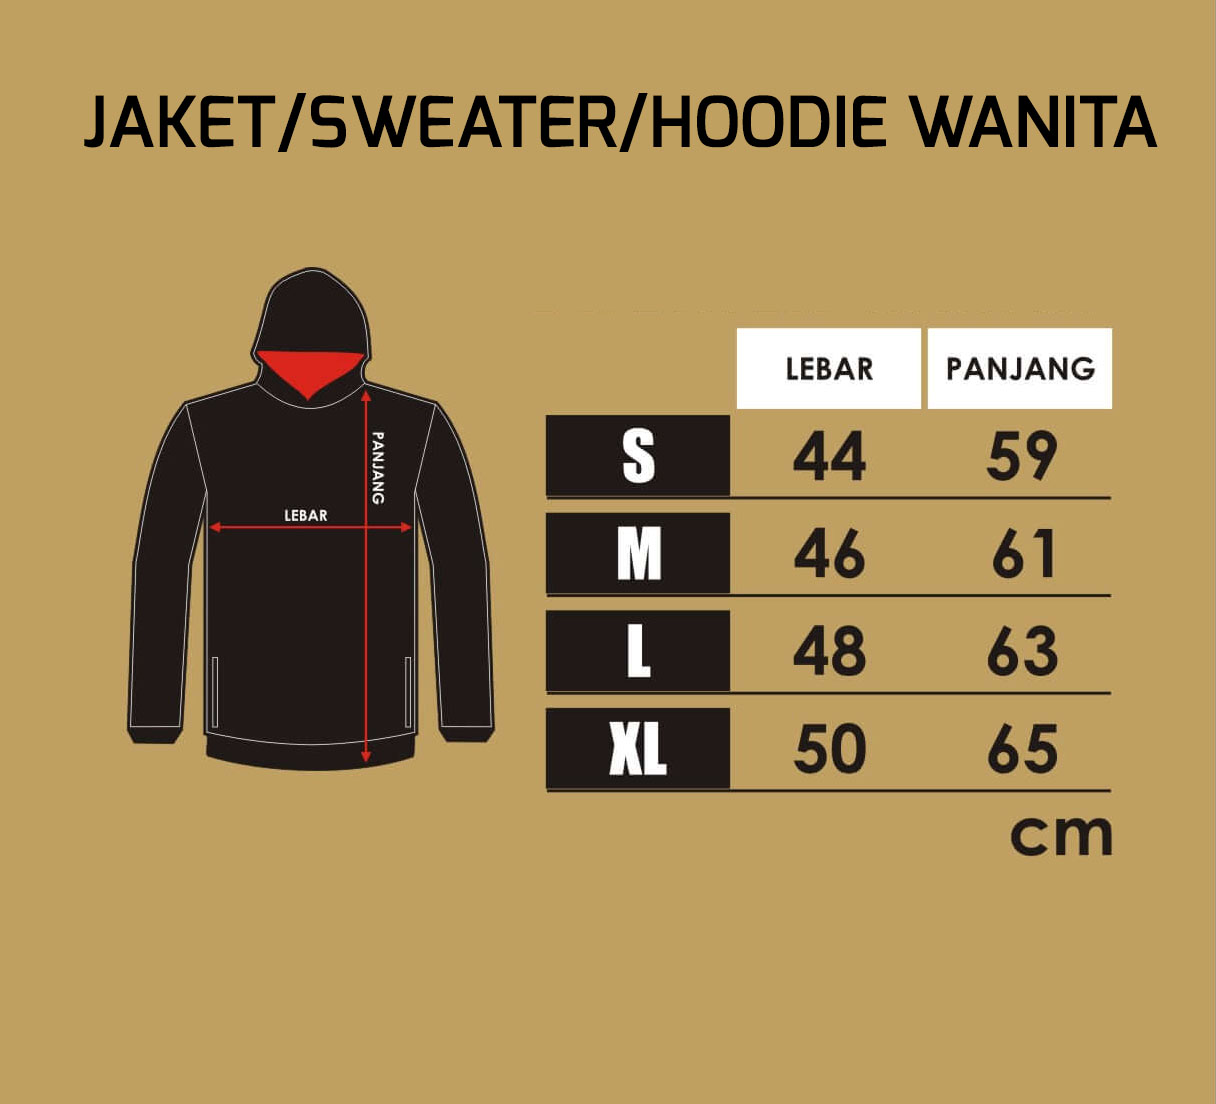 JAKET/SWEATER/HOODIE WANITA
PANJANG
LEBAR
LEBAR PANJANG
S 44 59
M 46 61
L 48 63
XL 50 65
cm